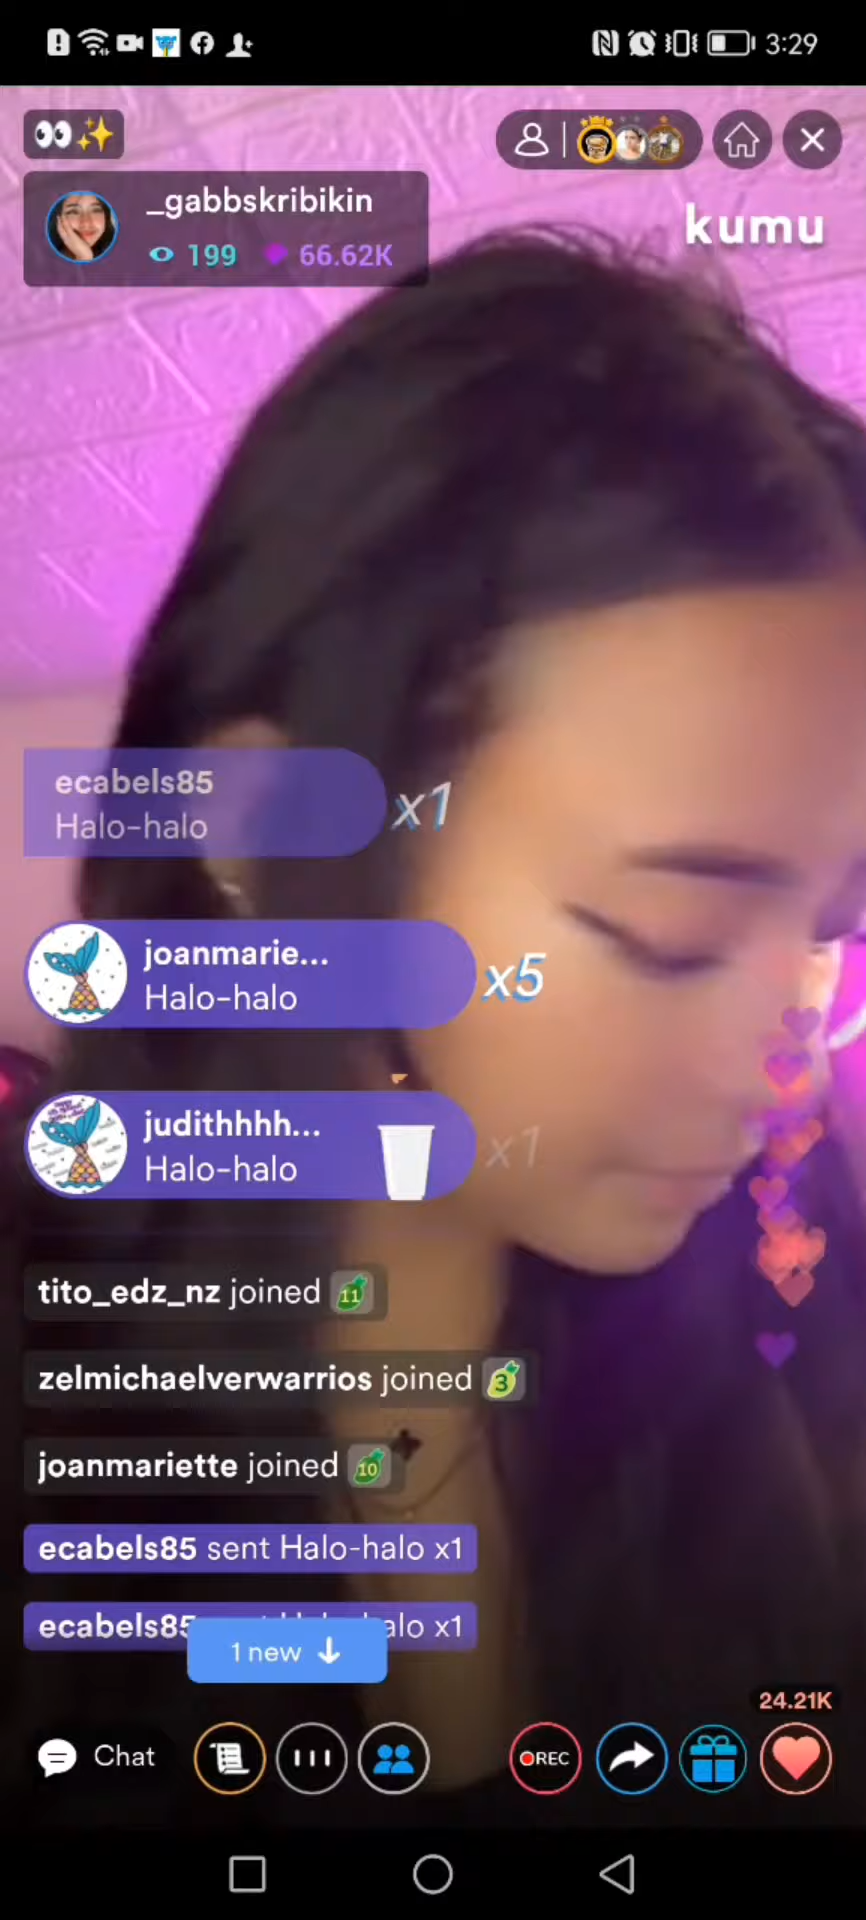 3:29
_gabbskribikin
199 66.62K
kumu
ecabels85
Halo-halo
x1
joanmarie...
Halo-halo
x5
judithhhh...
Halo-halo
x1
tito_edz_nz joined 11
zelmichaelverwarrios joined 3
joanmariette joined 10
ecabels85 sent Halo-halo x1
ecabels85 alo x1
1 new
24.21K
Chat
REC